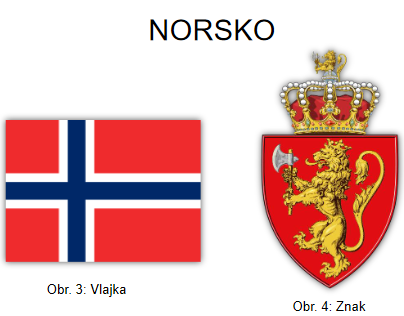 NORSKO
Obr. 3: Vlajka
Obr. 4: Znak